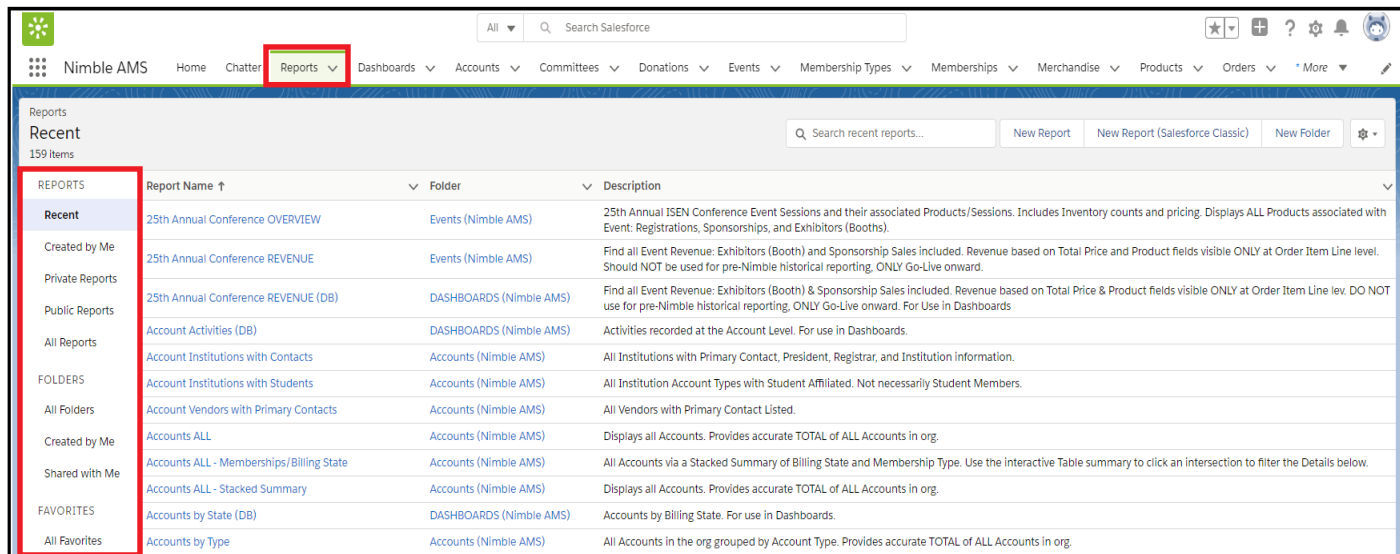 All Search Salesforce
Nimble AMS Home Chatter Reports Dashboards Accounts Committees Donations Events Membership Types Memberships Merchandise Products Orders * More
Reports
Recent
159 items
Search recent reports... New Report New Report (Salesforce Classic) New Folder
REPORTS
Recent
Created by Me
Private Reports
Public Reports
All Reports
FOLDERS
All Folders
Created by Me
Shared with Me
FAVORITES
All Favorites
Report Name ↑ Folder Description
25th Annual Conference OVERVIEW Events (Nimble AMS) 25th Annual ISEN Conference Event Sessions and their associated Products/Sessions. Includes Inventory counts and pricing. Displays ALL Products associated with
Event: Registrations, Sponsorships, and Exhibitors (Booths).
25th Annual Conference REVENUE Events (Nimble AMS) Find all Event Revenue: Exhibitors (Booth) and Sponsorship Sales included. Revenue based on Total Price and Product fields visible ONLY at Order Item Line level.
Should NOT be used for pre-Nimble historical reporting, ONLY Go-Live onward.
25th Annual Conference REVENUE (DB) DASHBOARDS (Nimble AMS) Find all Event Revenue: Exhibitors (Booth) & Sponsorship Sales included. Revenue based on Total Price & Product fields visible ONLY at Order Item Line lev. DO NOT
use for pre-Nimble historical reporting, ONLY Go-Live onward. For Use in Dashboards
Account Activities (DB) DASHBOARDS (Nimble AMS) Activities recorded at the Account Level. For use in Dashboards.
Account Institutions with Contacts Accounts (Nimble AMS) All Institutions with Primary Contact, President, Registrar, and Institution information.
Account Institutions with Students Accounts (Nimble AMS) All Institution Account Types with Student Affiliated. Not necessarily Student Members.
Account Vendors with Primary Contacts Accounts (Nimble AMS) All Vendors with Primary Contact Listed.
Accounts ALL Accounts (Nimble AMS) Displays all Accounts. Provides accurate TOTAL of ALL Accounts in org.
Accounts ALL - Memberships/Billing State Accounts (Nimble AMS) All Accounts via a Stacked Summary of Billing State and Membership Type. Use the interactive Table summary to click an intersection to filter the Details below.
Accounts ALL - Stacked Summary Accounts (Nimble AMS) Displays all Accounts. Provides accurate TOTAL of ALL Accounts in org.
Accounts by State (DB) DASHBOARDS (Nimble AMS) Accounts by Billing State. For use in Dashboards.
Accounts by Type Accounts (Nimble AMS) All Accounts in the org grouped by Account Type. Provides accurate TOTAL of ALL Accounts in org.